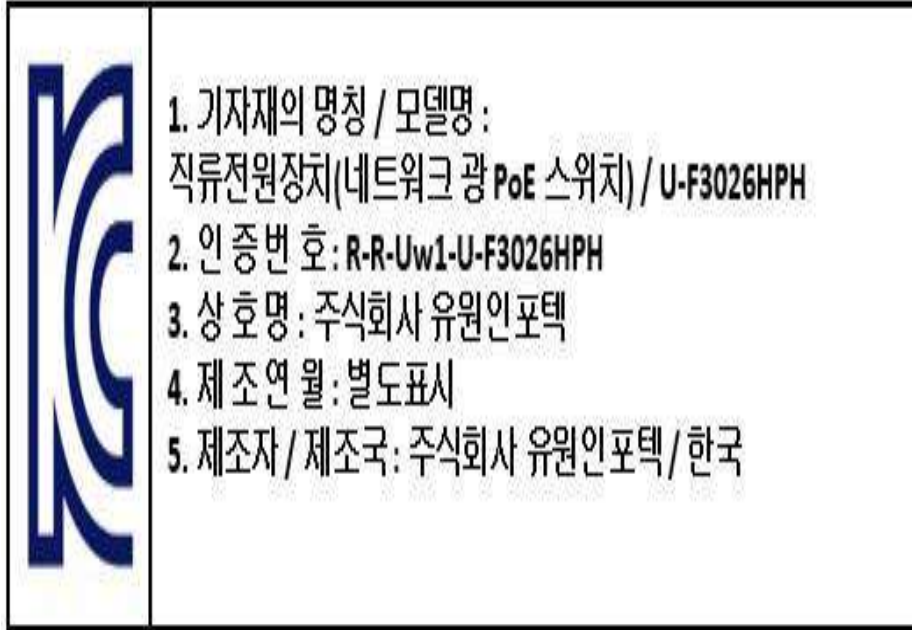 1. 기자재의 명칭 / 모델명 :
직류전원장치(네트워크 광 PoE 스위치) / U-F3026HPH
2. 인 증 번 호 : R-R-Uw1-U-F3026HPH
3. 상 호 명 : 주식회사 유원인포텍
4. 제 조 연 월 : 별도표시
5. 제조자 / 제조국 : 주식회사 유원인포텍 / 한국